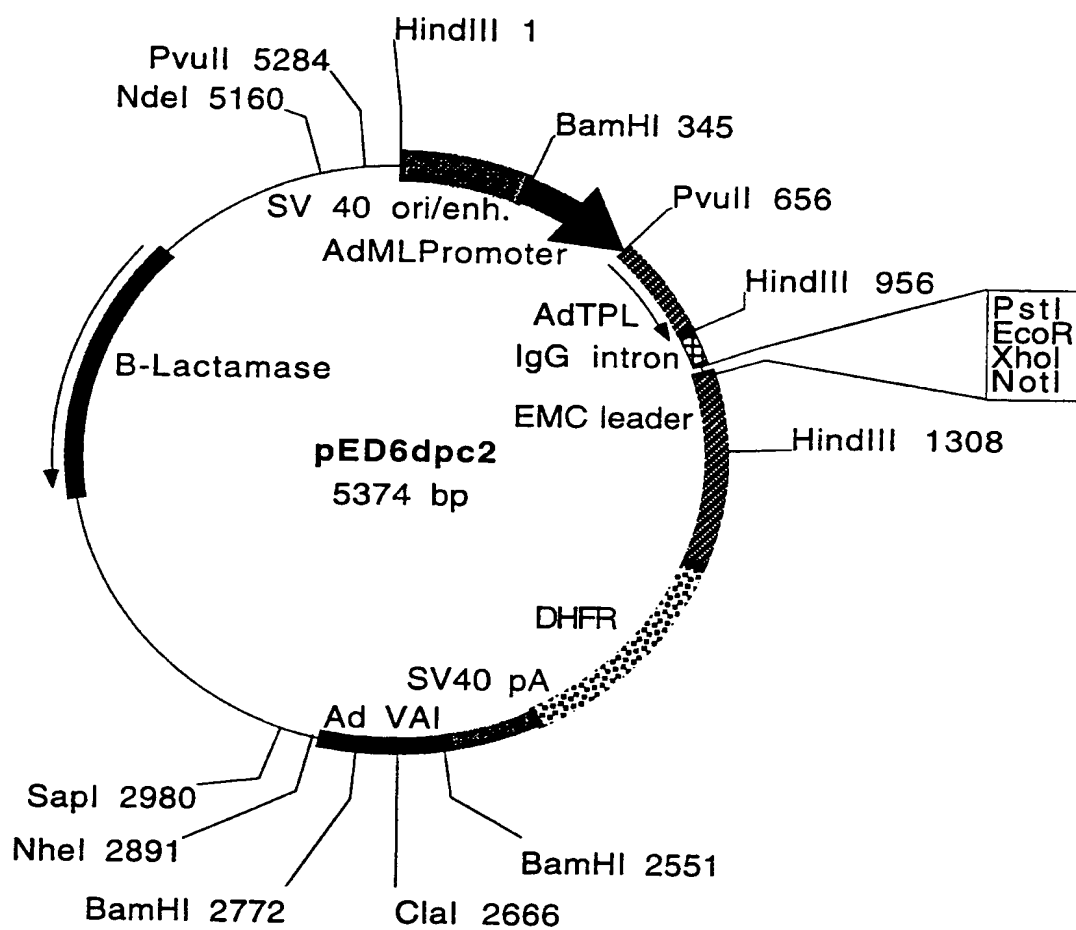 HindIII 1
PvuII 5284
NdeI 5160
BamHI 345
SV 40 ori/enh.
PvuII 656
AdMLPromoter
HindIII 956
AdTPL
PstI
EcoR
XhoI
NotI
IgG intron
B-Lactamase
EMC leader
pED6dpc2
HindIII 1308
5374 bp
DHFR
SV40 pA
Ad VAI
SapI 2980
NheI 2891
BamHI 2551
BamHI 2772
ClaI 2666